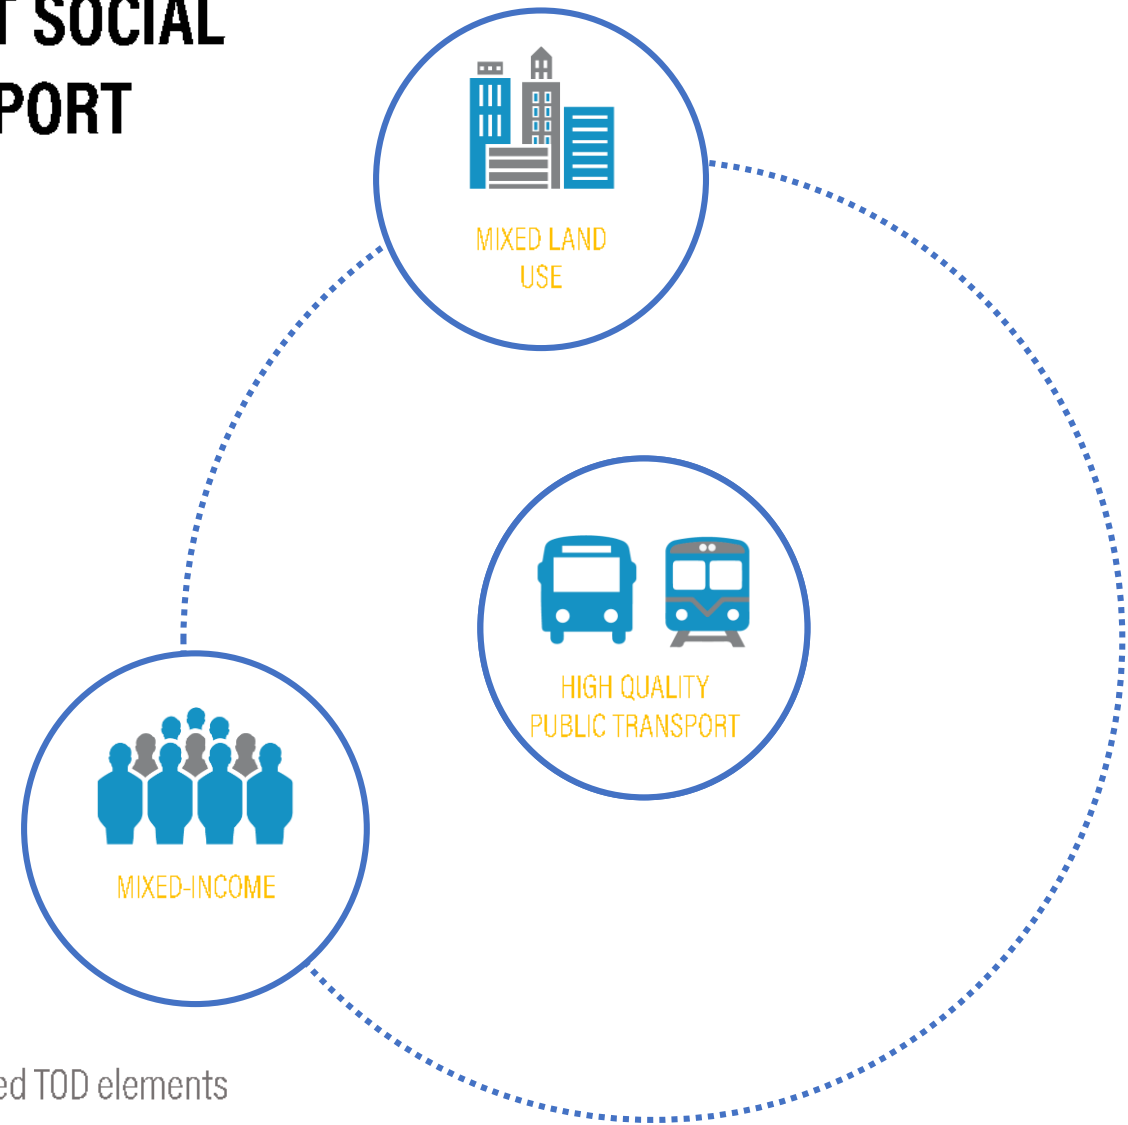 T SOCIAL
PORT
MIXED LAND
USE
HIGH QUALITY
PUBLIC TRANSPORT
MIXED-INCOME
ed TOD elements